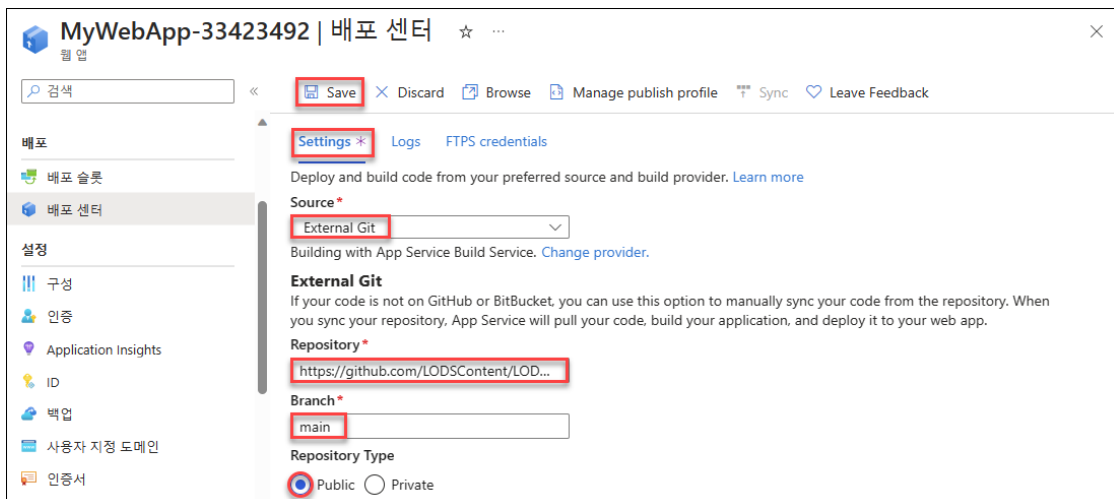 MyWebApp-33423492 | 배포 센터 ☆ ...
웹 앱
검색
«
Save
Discard
Browse
Manage publish profile
Sync
Leave Feedback
배포
배포 슬롯
배포 센터
설정
구성
인증
Application Insights
ID
백업
사용자 지정 도메인
인증서
Settings *
Logs
FTPS credentials
Deploy and build code from your preferred source and build provider. Learn more
Source*
External Git
Building with App Service Build Service. Change provider.
External Git
If your code is not on GitHub or BitBucket, you can use this option to manually sync your code from the repository. When
you sync your repository, App Service will pull your code, build your application, and deploy it to your web app.
Repository*
https://github.com/LODSContent/LOD...
Branch*
main
Repository Type
Public
Private